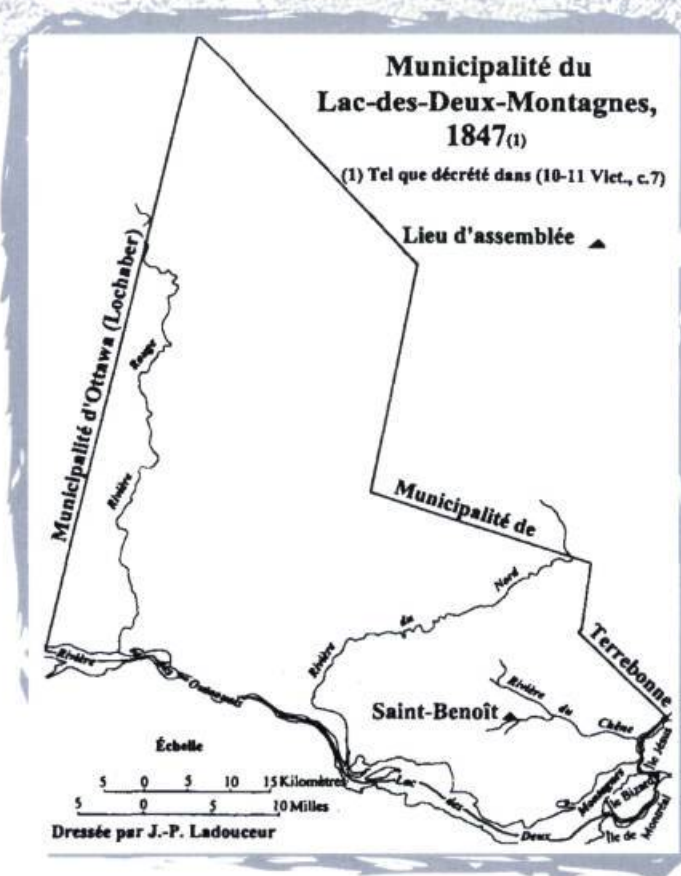 Municipalité du
Lac-des-Deux-Montagnes,
1847(1)
(1) Tel que décrété dans (10-11 Vict., c.7)
Lieu d'assemblée
Municipalité d'Ottawa (Lochaber)
Rivière Rouge
Municipalité de Terrebonne
Rivière du Nord
Rivière des Outaouais
Rivière du Chêne
Saint-Benoît
Île Jésus
Île Bizard
Île de Montréal
Lac des Deux Montagnes
Échelle
5 0 5 10 15 Kilomètres
5 0 5 10 Milles
Dressée par J.-P. Ladouceur